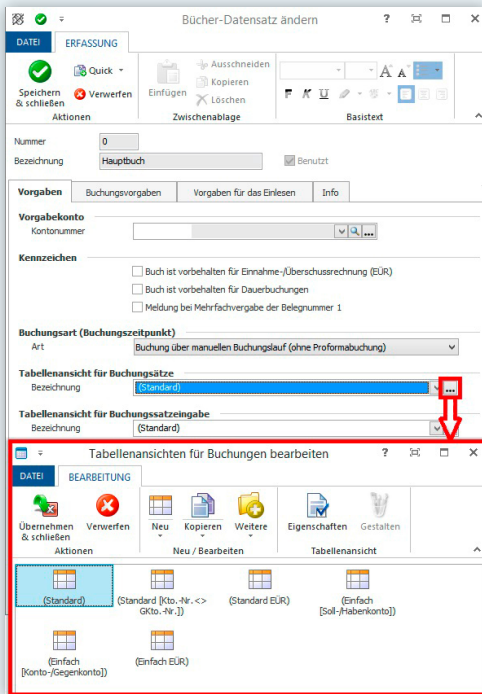 Bücher-Datensatz ändern ?
DATEI ERFASSUNG
Speichern & schließen
Quick
Verwerfen
Aktionen
Einfügen
Ausschneiden
Kopieren
Löschen
Zwischenablage
A A
F K U
Basistext
Nummer 0
Bezeichnung Hauptbuch Benutzt
Vorgaben Buchungsvorgaben Vorgaben für das Einlesen Info
Vorgabekonto
Kontonummer ...
Kennzeichen
Buch ist vorbehalten für Einnahme-/Überschussrechnung (EÜR)
Buch ist vorbehalten für Dauerbuchungen
Meldung bei Mehrfachvergabe der Belegnummer 1
Buchungsart (Buchungszeitpunkt)
Art Buchung über manuellen Buchungslauf (ohne Proformabuchung)
Tabellenansicht für Buchungsätze
Bezeichnung (Standard) ...
Tabellenansicht für Buchungssatzeingabe
Bezeichnung (Standard)
Tabellenansichten für Buchungen bearbeiten ?
DATEI BEARBEITUNG
Übernehmen & schließen
Verwerfen
Neu
Kopieren
Weitere
Eigenschaften
Gestalten
Aktionen Neu / Bearbeiten Tabellenansicht
(Standard)
(Standard [Kto.-Nr.<> GKto.-Nr.])
(Standard EÜR)
(Einfach [Soll-/Habenkonto])
(Einfach [Konto-/Gegenkonto])
(Einfach EÜR)